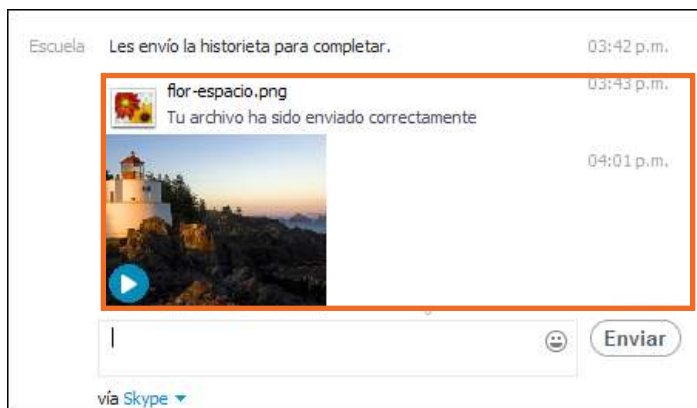 Escuela Les envío la historieta para completar. 03:42 p.m.
flor-espacio.png 03:43 p.m.
Tu archivo ha sido enviado correctamente
04:01 p.m.
Enviar
vía Skype